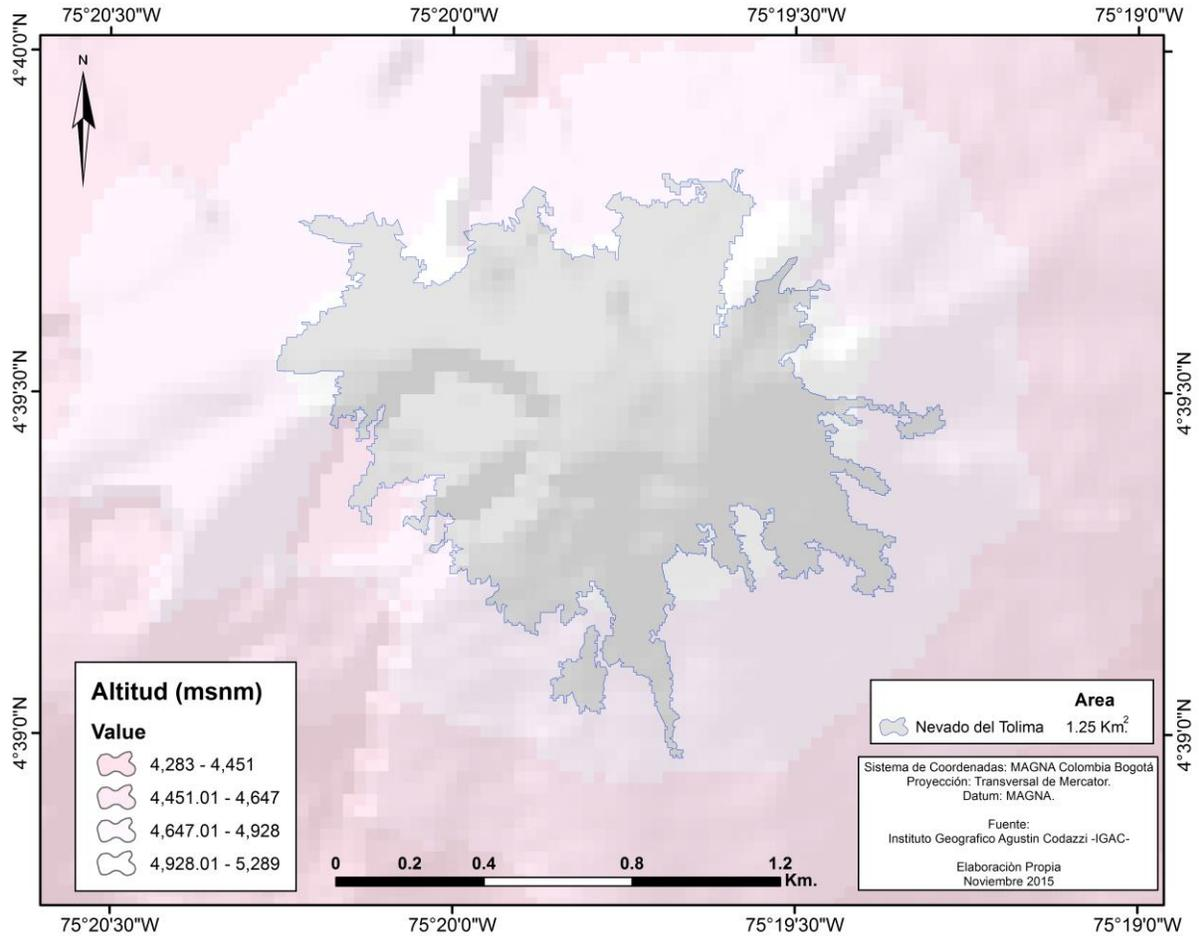 75°20'30"W 75°20'0"W 75°19'30"W 75°19'0"W
4°40'0"N
N
4°39'30"N 4°39'30"N
4°39'0"N 4°39'0"N
Altitud (msnm)
Value
4,283 - 4,451
4,451.01 - 4,647
4,647.01 - 4,928
4,928.01 - 5,289
0 0.2 0.4 0.8 1.2
Km.
Area
Nevado del Tolima 1.25 Km².
Sistema de Coordenadas: MAGNA Colombia Bogotá
Proyección: Transversal de Mercator.
Datum: MAGNA.
Fuente:
Instituto Geografico Agustin Codazzi -IGAC-
Elaboraciòn Propia
Noviembre 2015
75°20'30"W 75°20'0"W 75°19'30"W 75°19'0"W